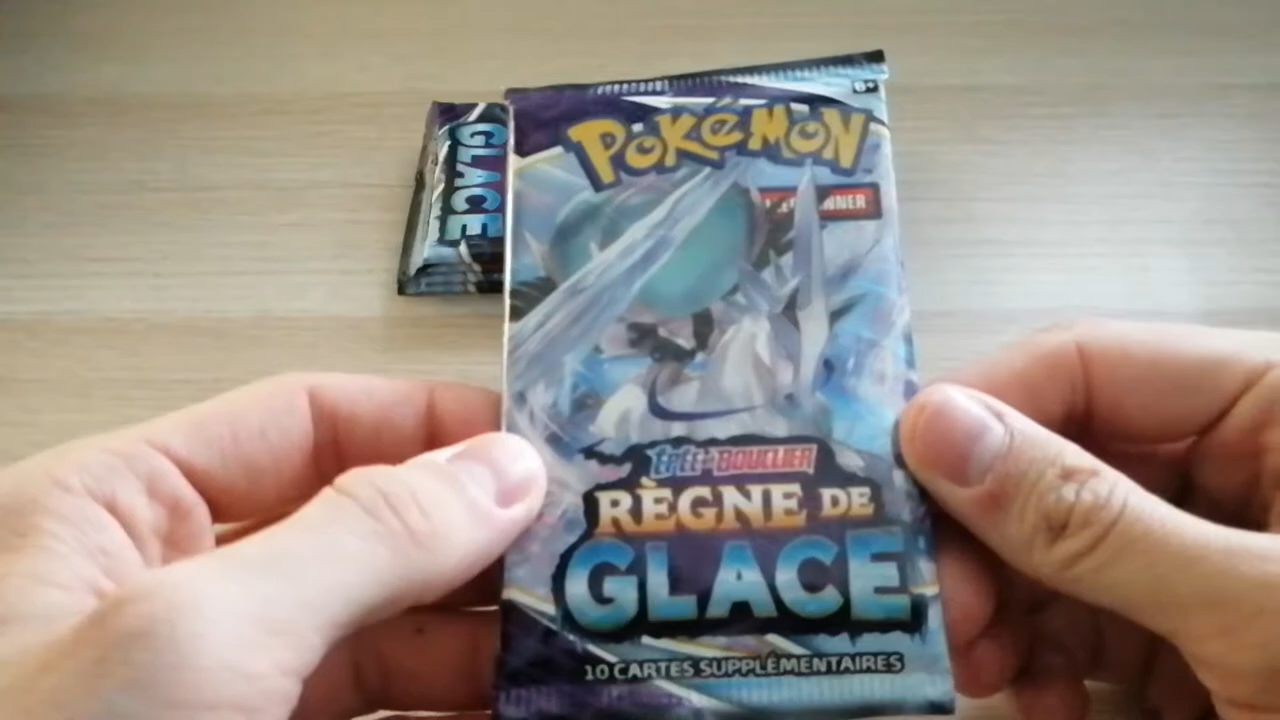 6+
POKéMON
GLACE
ÉPÉE ET BOUCLIER
RÈGNE DE
GLACE
10 CARTES SUPPLÉMENTAIRES